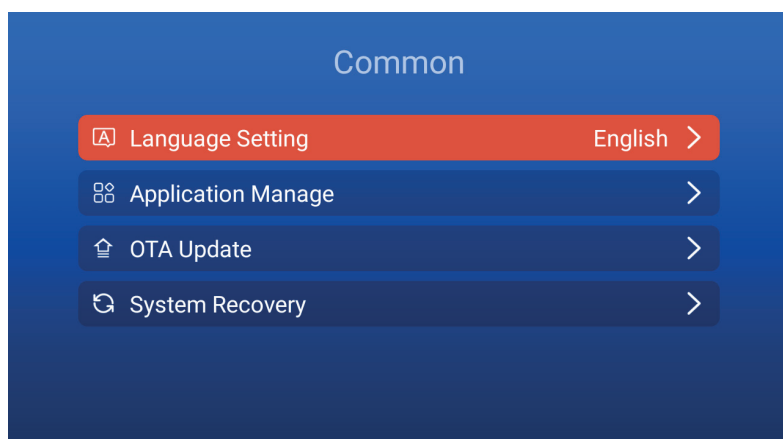 Common
Language Setting English
Application Manage
OTA Update
System Recovery